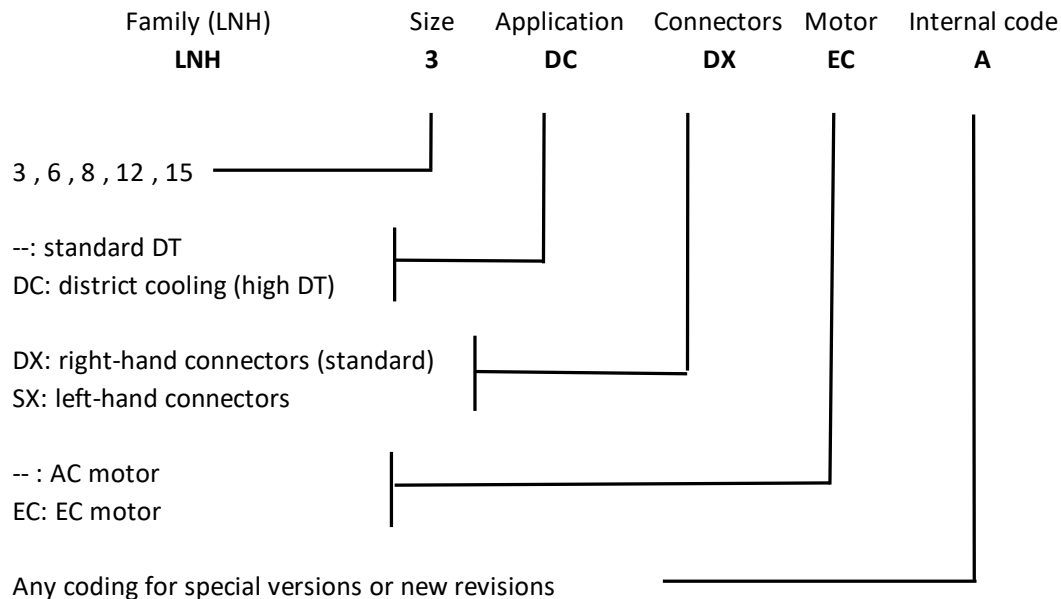 Family (LNH) Size Application Connectors Motor Internal code
LNH 3 DC DX EC A
3 , 6 , 8 , 12 , 15
--: standard DT
DC: district cooling (high DT)
DX: right-hand connectors (standard)
SX: left-hand connectors
-- : AC motor
EC: EC motor
Any coding for special versions or new revisions